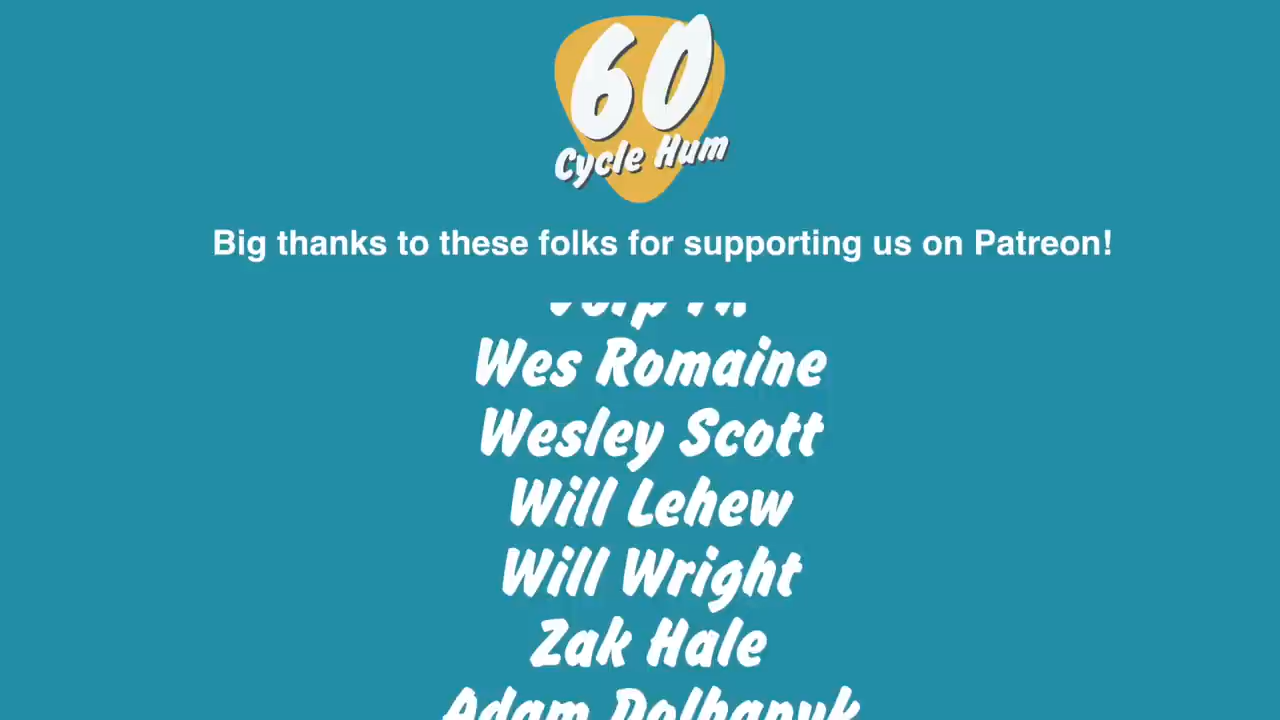 60
Cycle Hum
Big thanks to these folks for supporting us on Patreon!
Wes Romaine
Wesley Scott
Will Lehew
Will Wright
Zak Hale
Adam